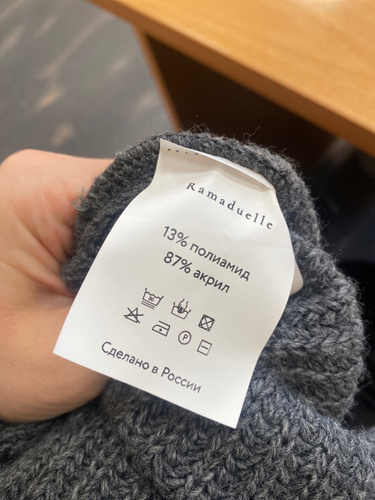 Ramaduelle
13% полиамид
87% акрил
Сделано в России